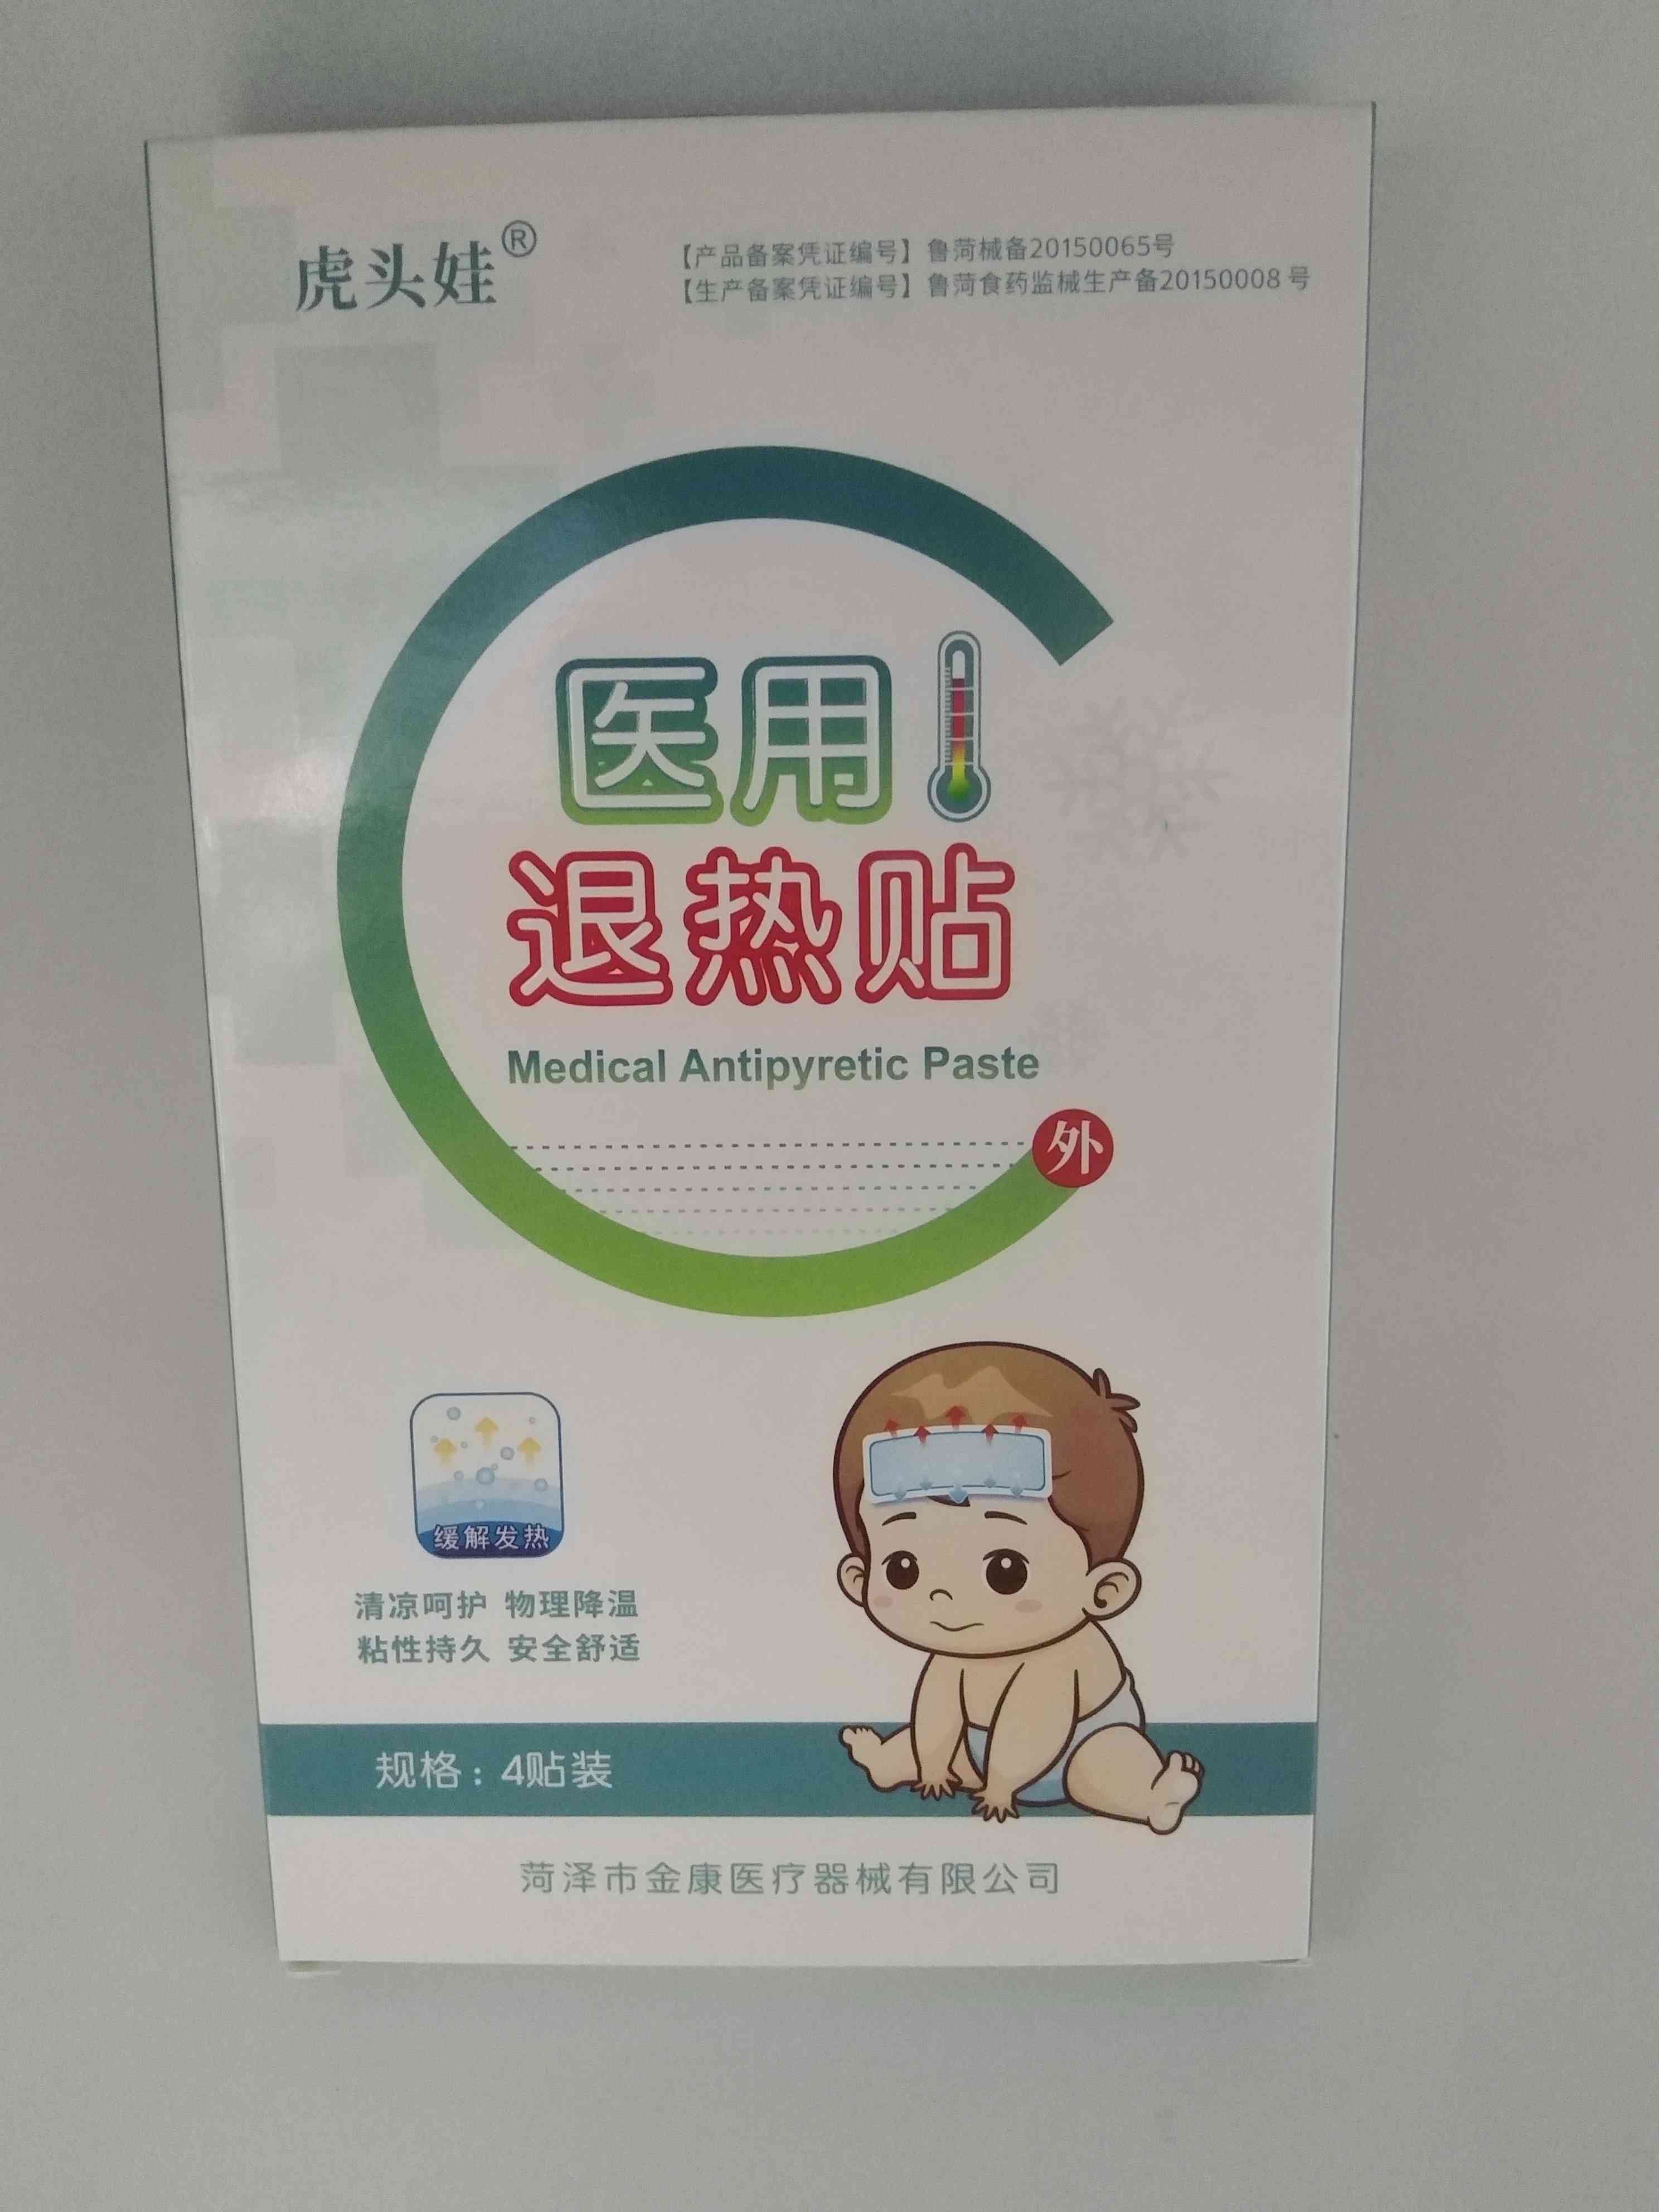 虎头娃®
【产品备案凭证编号】鲁菏械备20150065号
【生产备案凭证编号】鲁菏食药监械生产备20150008号
医用
退热贴
Medical Antipyretic Paste
外
缓解发热
清凉呵护 物理降温
粘性持久 安全舒适
规格：4贴装
菏泽市金康医疗器械有限公司